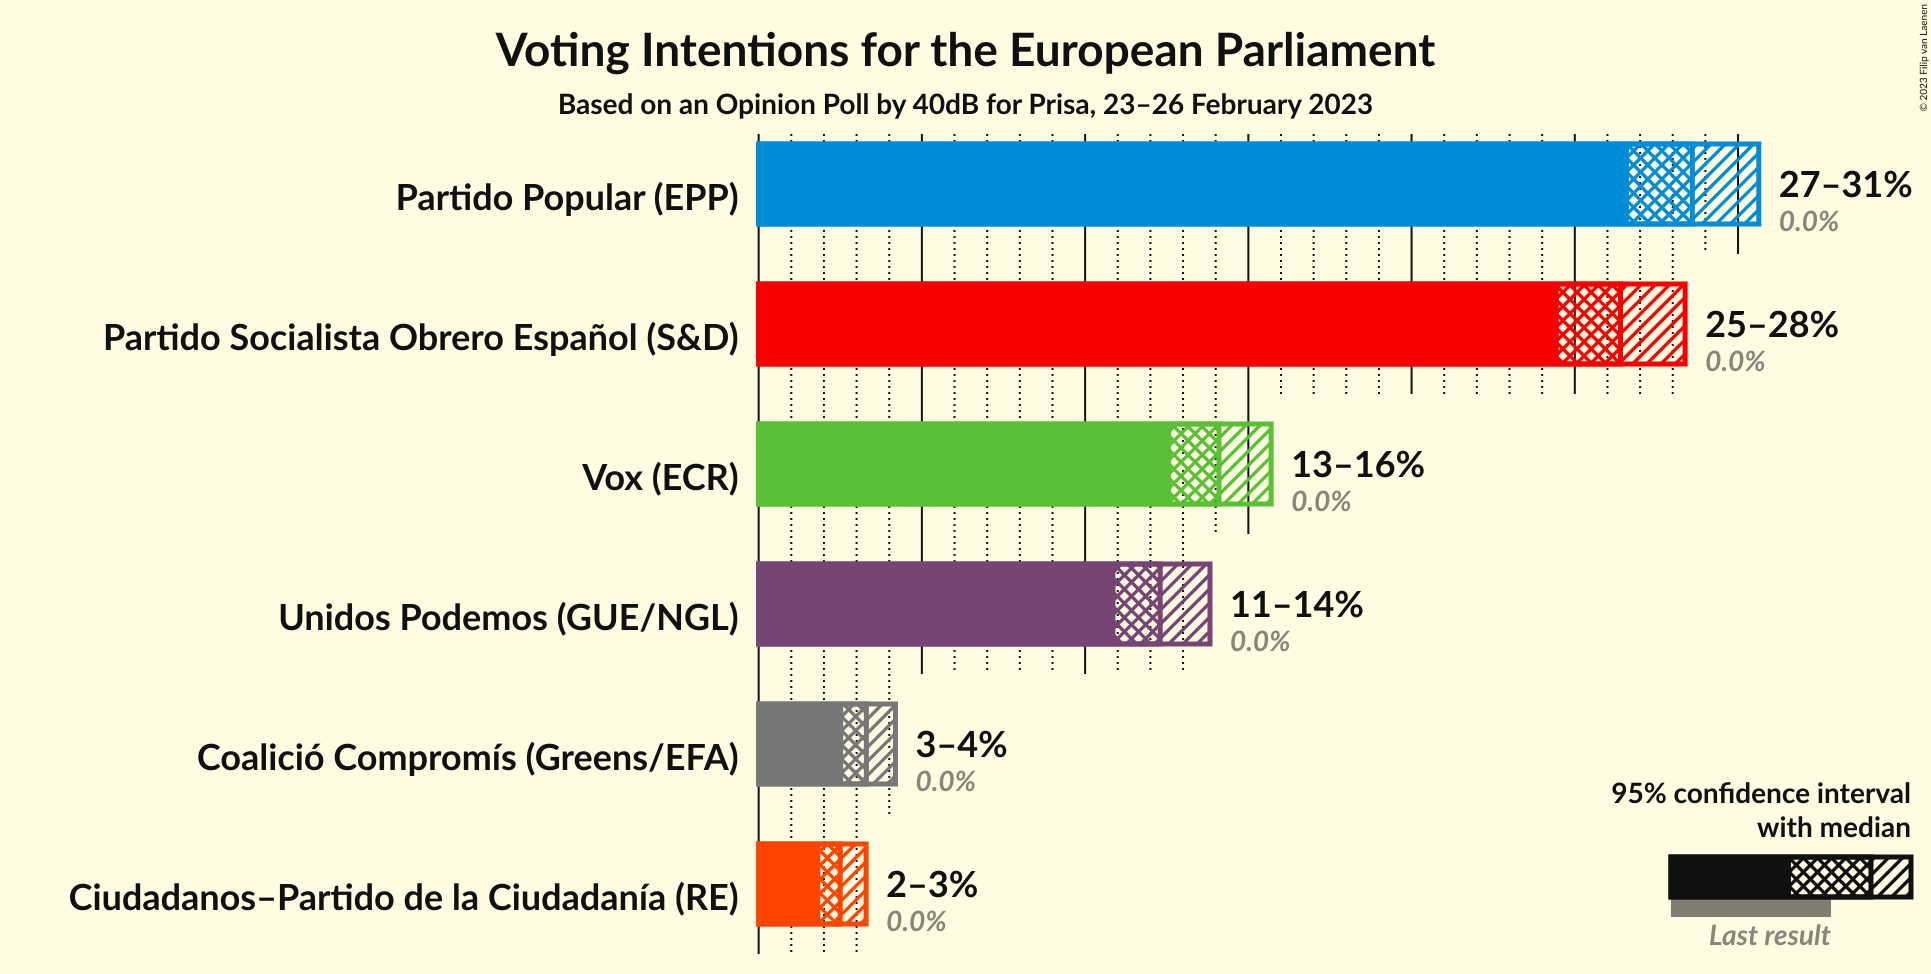 Voting Intentions for the European Parliament
Based on an Opinion Poll by 40dB for Prisa, 23–26 February 2023
© 2023 Filip van Laenen
Partido Popular (EPP)
27–31%
0.0%
Partido Socialista Obrero Español (S&D)
25–28%
0.0%
Vox (ECR)
13–16%
0.0%
Unidos Podemos (GUE/NGL)
11–14%
0.0%
Coalició Compromís (Greens/EFA)
3–4%
0.0%
Ciudadanos–Partido de la Ciudadanía (RE)
2–3%
0.0%
95% confidence interval
with median
Last result